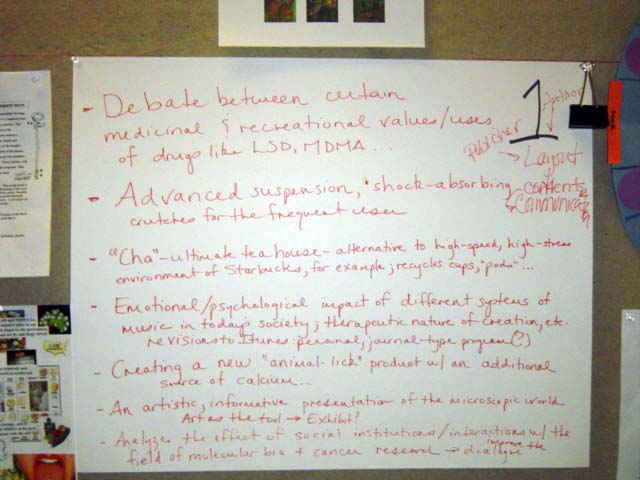 - Debate between certain
medicinal & recreational values/uses
of drugs like LSD, MDMA...
1
Author
Publisher
→ Layout
contents
Communicate
- Advanced suspension, shock-absorbing
crutches for the frequent user
- "Cha" - ultimate tea house - alternative to high-speed, high-stress
environment of Starbucks, for example; recycles cups, "pods"...
- Emotional/psychological impact of different systems of
music in today's society; therapeutic nature of creation, etc.
revisions to Itunes: personal, journal-type program(?)
- Creating a new "animal-lick" product w/ an additional
source of calcium...
- An artistic, informative presentation of the microscopic world
Art as the tool → Exhibit?
- Analyze the effect of social institutions/interactions w/ the
field of molecular bio + cancer research → improve the dialogue